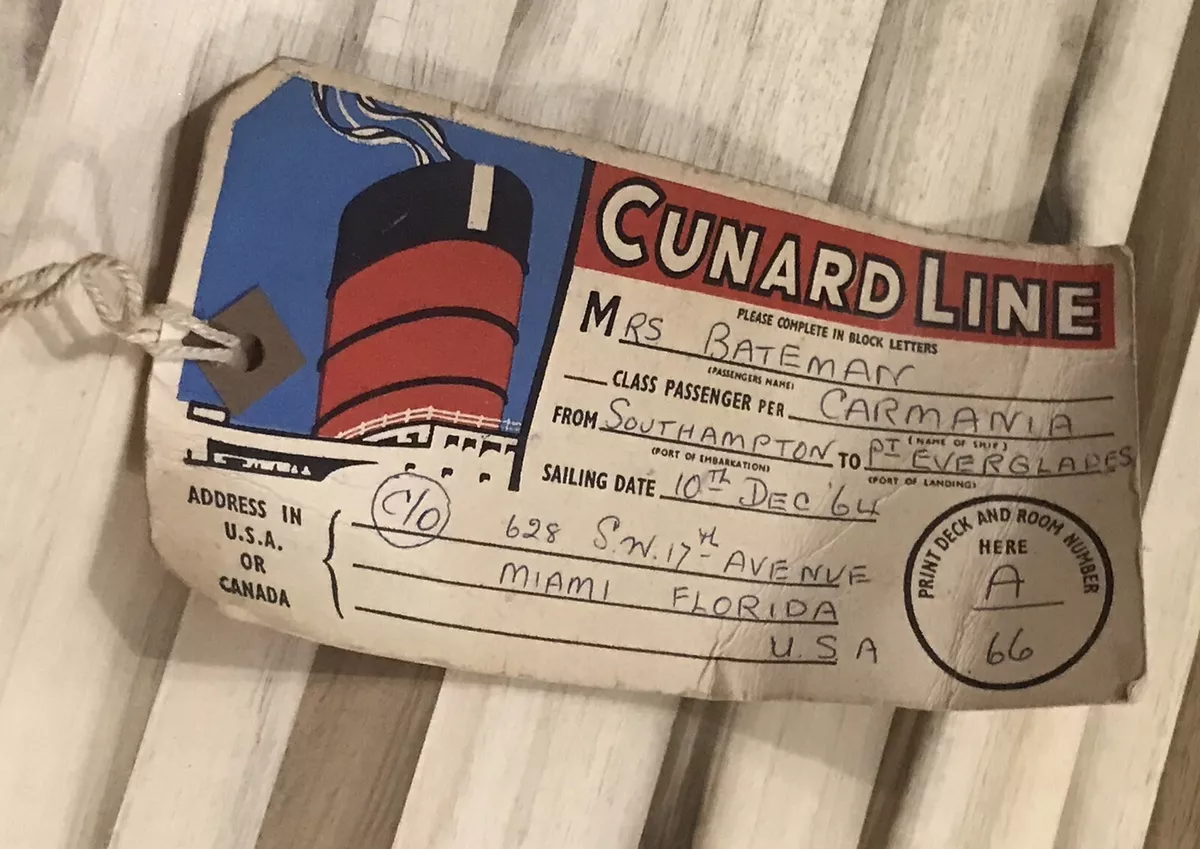 CUNARD LINE
PLEASE COMPLETE IN BLOCK LETTERS
MRS BATEMAN
(PASSENGERS NAME)
CLASS PASSENGER PER CARMANIA
(NAME OF SHIP)
FROM SOUTHAMPTON TO PT EVERGLADES
(PORT OF EMBARKATION) (PORT OF LANDING)
SAILING DATE 10TH DEC '64
ADDRESS IN
U.S.A.
OR
CANADA
C/O 628 S.W. 17TH AVENUE
MIAMI FLORIDA
U.S A
PRINT DECK AND ROOM NUMBER
HERE
A
66